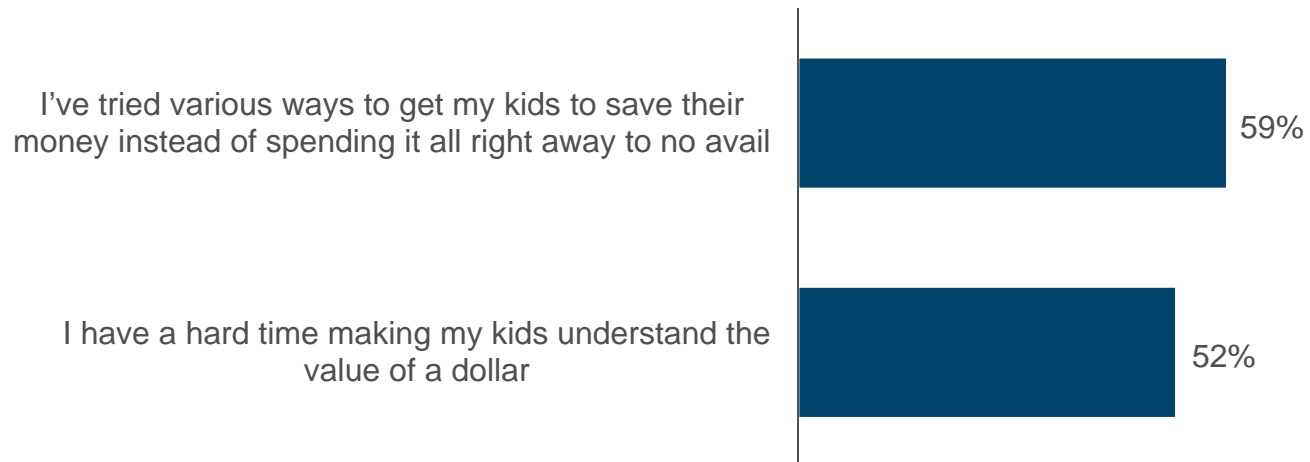 I’ve tried various ways to get my kids to save their
money instead of spending it all right away to no avail
59%
I have a hard time making my kids understand the
value of a dollar
52%